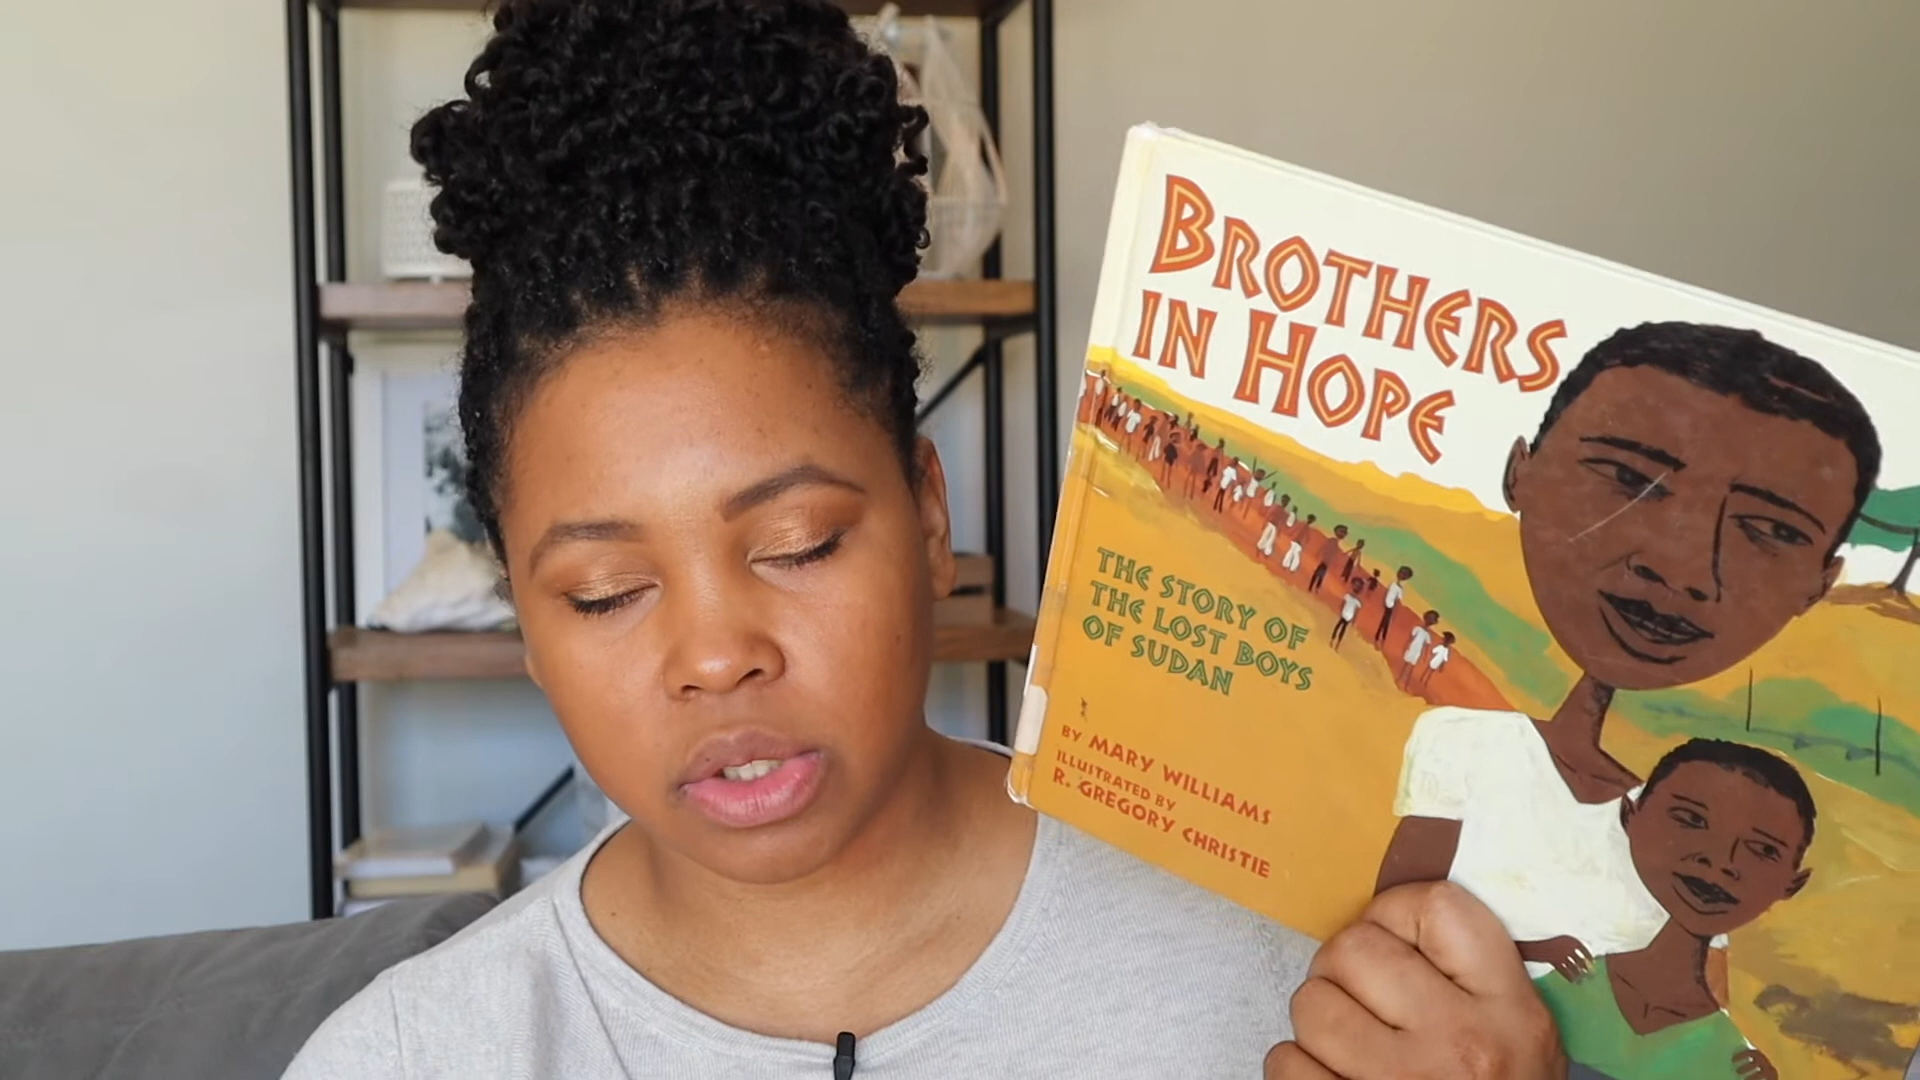 BROTHERS
IN HOPE
THE STORY OF
THE LOST BOYS
OF SUDAN
BY MARY WILLIAMS
ILLUSTRATED BY
R. GREGORY CHRISTIE